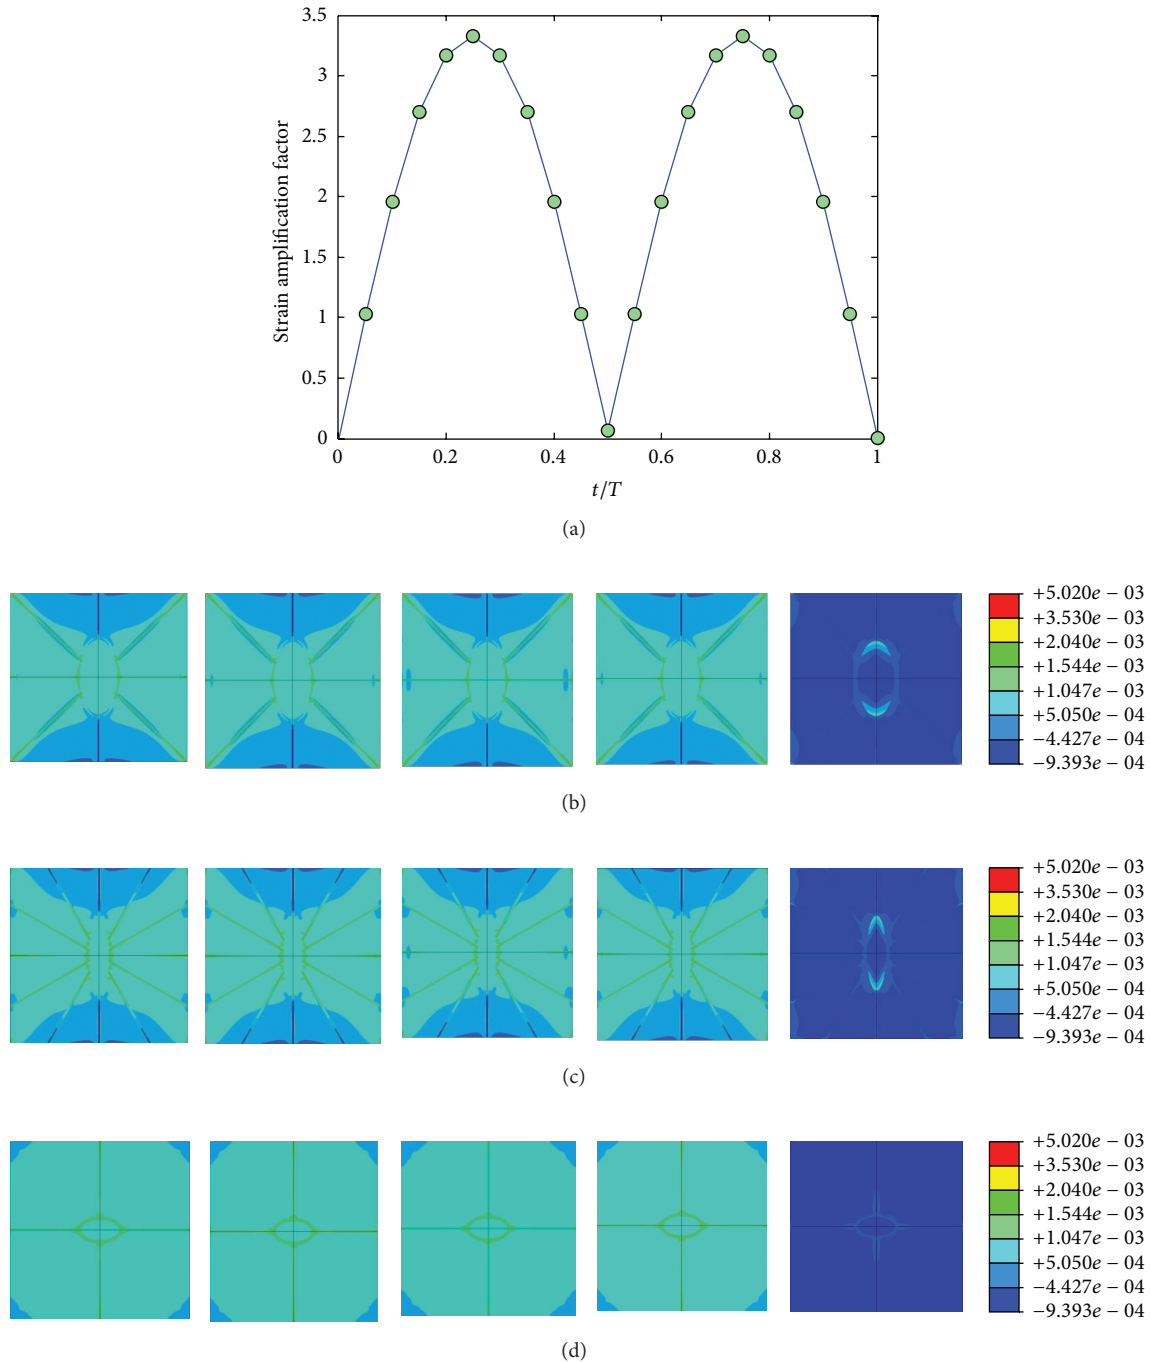 3.5
3
2.5
2
1.5
1
0.5
0
Strain amplification factor
0 0.2 0.4 0.6 0.8 1
t/T
(a)
+5.020e − 03
+3.530e − 03
+2.040e − 03
+1.544e − 03
+1.047e − 03
+5.050e − 04
−4.427e − 04
−9.393e − 04
(b)
+5.020e − 03
+3.530e − 03
+2.040e − 03
+1.544e − 03
+1.047e − 03
+5.050e − 04
−4.427e − 04
−9.393e − 04
(c)
+5.020e − 03
+3.530e − 03
+2.040e − 03
+1.544e − 03
+1.047e − 03
+5.050e − 04
−4.427e − 04
−9.393e − 04
(d)